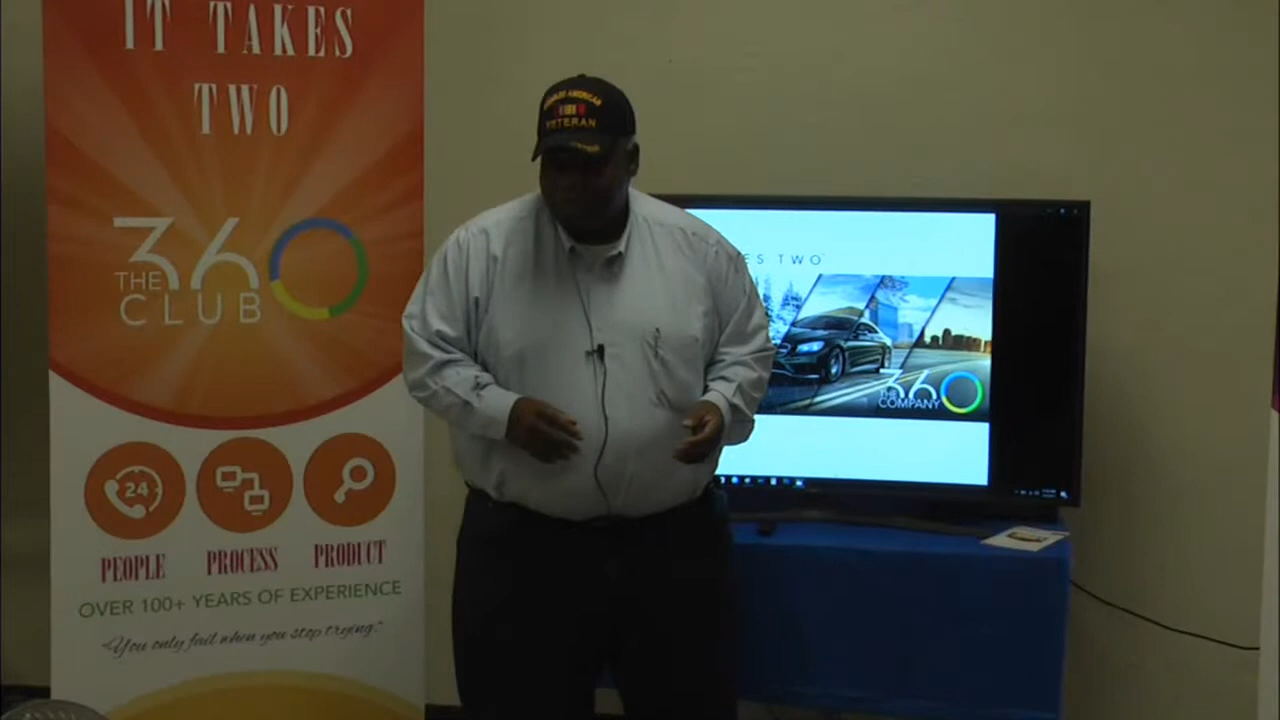 IT TAKES
TWO
360
THE
CLUB
24
PEOPLE PROCESS PRODUCT
OVER 100+ YEARS OF EXPERIENCE
"You only fail when you stop trying."
AMERICAN
VETERAN
ES TWO
360
THE
COMPANY